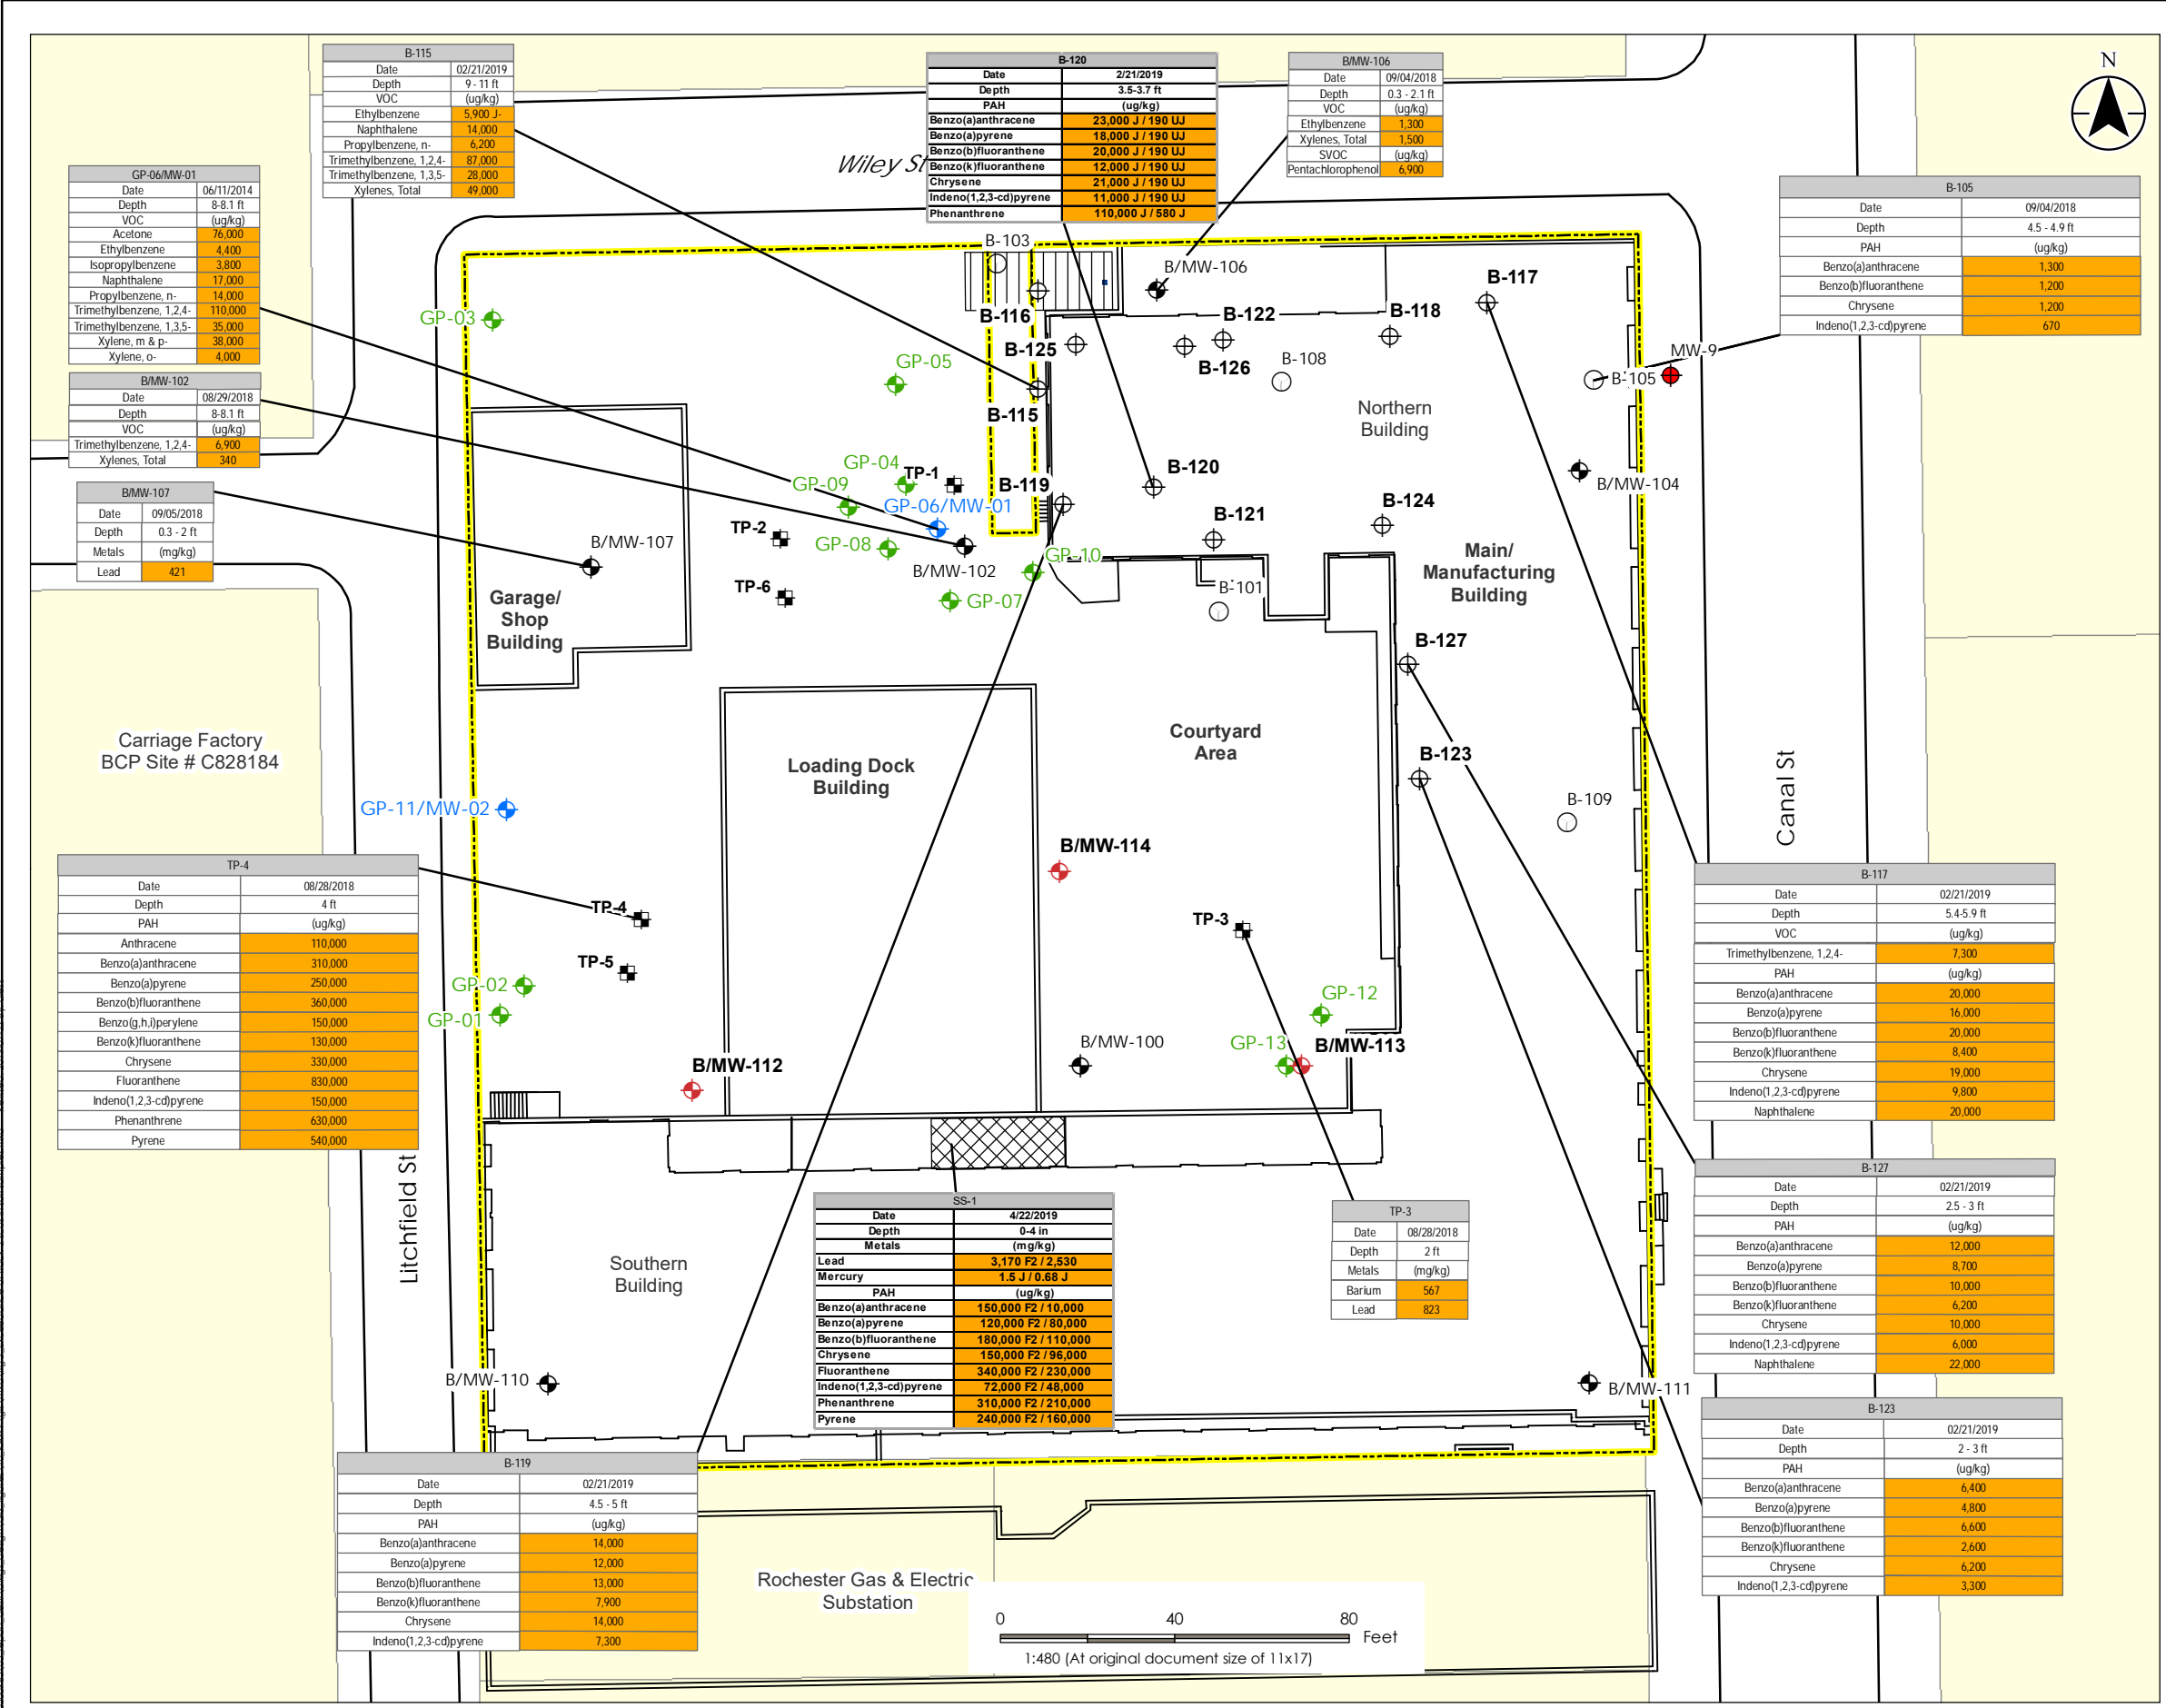 B-115
Date 02/21/2019
Depth 9 - 11 ft
VOC (ug/kg)
Ethylbenzene 5,900 J-
Naphthalene 14,000
Propylbenzene, n- 6,200
Trimethylbenzene, 1,2,4- 87,000
Trimethylbenzene, 1,3,5- 28,000
Xylenes, Total 49,000
B-120
Date 2/21/2019
Depth 3.5-3.7 ft
PAH (ug/kg)
Benzo(a)anthracene 23,000 J / 190 UJ
Benzo(a)pyrene 18,000 J / 190 UJ
Benzo(b)fluoranthene 20,000 J / 190 UJ
Benzo(k)fluoranthene 12,000 J / 190 UJ
Chrysene 21,000 J / 190 UJ
Indeno(1,2,3-cd)pyrene 11,000 J / 190 UJ
Phenanthrene 110,000 J / 580 J
B/MW-106
Date 09/04/2018
Depth 0.3 - 2.1 ft
VOC (ug/kg)
Ethylbenzene 1,300
Xylenes, Total 1,500
SVOC (ug/kg)
Pentachlorophenol 6,900
N
Wiley St
GP-06/MW-01
Date 06/11/2014
Depth 8-8.1 ft
VOC (ug/kg)
Acetone 76,000
Ethylbenzene 4,400
Isopropylbenzene 3,800
Naphthalene 17,000
Propylbenzene, n- 14,000
Trimethylbenzene, 1,2,4- 110,000
Trimethylbenzene, 1,3,5- 35,000
Xylene, m & p- 38,000
Xylene, o- 4,000
B-105
Date 09/04/2018
Depth 4.5 - 4.9 ft
PAH (ug/kg)
Benzo(a)anthracene 1,300
Benzo(b)fluoranthene 1,200
Chrysene 1,200
Indeno(1,2,3-cd)pyrene 670
B/MW-102
Date 08/29/2018
Depth 8-8.1 ft
VOC (ug/kg)
Trimethylbenzene, 1,2,4- 6,900
Xylenes, Total 340
B/MW-107
Date 09/05/2018
Depth 0.3 - 2 ft
Metals (mg/kg)
Lead 421
B-103
B/MW-106
B-117
GP-03
B-116
B-122
B-118
B-125
B-126
B-108
MW-9
GP-05
B-105
B-115
Northern
Building
GP-04
TP-1
B-119
B-120
GP-09
B/MW-104
GP-06/MW-01
B-121
B-124
TP-2
GP-08
B/MW-107
GP-10
B/MW-102
Main/
Manufacturing
Building
TP-6
GP-07
B-101
Garage/
Shop
Building
B-127
Carriage Factory
BCP Site # C828184
Courtyard
Area
B-123
Loading Dock
Building
Canal St
GP-11/MW-02
B-109
B/MW-114
TP-4
Date 08/28/2018
Depth 4 ft
PAH (ug/kg)
Anthracene 110,000
Benzo(a)anthracene 310,000
Benzo(a)pyrene 250,000
Benzo(b)fluoranthene 360,000
Benzo(g,h,i)perylene 150,000
Benzo(k)fluoranthene 130,000
Chrysene 330,000
Fluoranthene 830,000
Indeno(1,2,3-cd)pyrene 150,000
Phenanthrene 630,000
Pyrene 540,000
TP-4
TP-3
TP-5
GP-02
GP-01
GP-12
B/MW-100
GP-13
B/MW-113
B/MW-112
B-117
Date 02/21/2019
Depth 5.4-5.9 ft
VOC (ug/kg)
Trimethylbenzene, 1,2,4- 7,300
PAH (ug/kg)
Benzo(a)anthracene 20,000
Benzo(a)pyrene 16,000
Benzo(b)fluoranthene 20,000
Benzo(k)fluoranthene 8,400
Chrysene 19,000
Indeno(1,2,3-cd)pyrene 9,800
Naphthalene 20,000
Litchfield St
B-127
Date 02/21/2019
Depth 2.5 - 3 ft
PAH (ug/kg)
Benzo(a)anthracene 12,000
Benzo(a)pyrene 8,700
Benzo(b)fluoranthene 10,000
Benzo(k)fluoranthene 6,200
Chrysene 10,000
Indeno(1,2,3-cd)pyrene 6,000
Naphthalene 22,000
SS-1
Date 4/22/2019
Depth 0-4 in
Metals (mg/kg)
Lead 3,170 F2 / 2,530
Mercury 1.5 J / 0.68 J
PAH (ug/kg)
Benzo(a)anthracene 150,000 F2 / 10,000
Benzo(a)pyrene 120,000 F2 / 80,000
Benzo(b)fluoranthene 180,000 F2 / 110,000
Chrysene 150,000 F2 / 96,000
Fluoranthene 340,000 F2 / 230,000
Indeno(1,2,3-cd)pyrene 72,000 F2 / 48,000
Phenanthrene 310,000 F2 / 210,000
Pyrene 240,000 F2 / 160,000
TP-3
Date 08/28/2018
Depth 2 ft
Metals (mg/kg)
Barium 567
Lead 823
Southern
Building
B/MW-110
B/MW-111
B-123
Date 02/21/2019
Depth 2 - 3 ft
PAH (ug/kg)
Benzo(a)anthracene 6,400
Benzo(a)pyrene 4,800
Benzo(b)fluoranthene 6,600
Benzo(k)fluoranthene 2,600
Chrysene 6,200
Indeno(1,2,3-cd)pyrene 3,300
B-119
Date 02/21/2019
Depth 4.5 - 5 ft
PAH (ug/kg)
Benzo(a)anthracene 14,000
Benzo(a)pyrene 12,000
Benzo(b)fluoranthene 13,000
Benzo(k)fluoranthene 7,900
Chrysene 14,000
Indeno(1,2,3-cd)pyrene 7,300
Rochester Gas & Electric
Substation
0 40 80
Feet
1:480 (At original document size of 11x17)